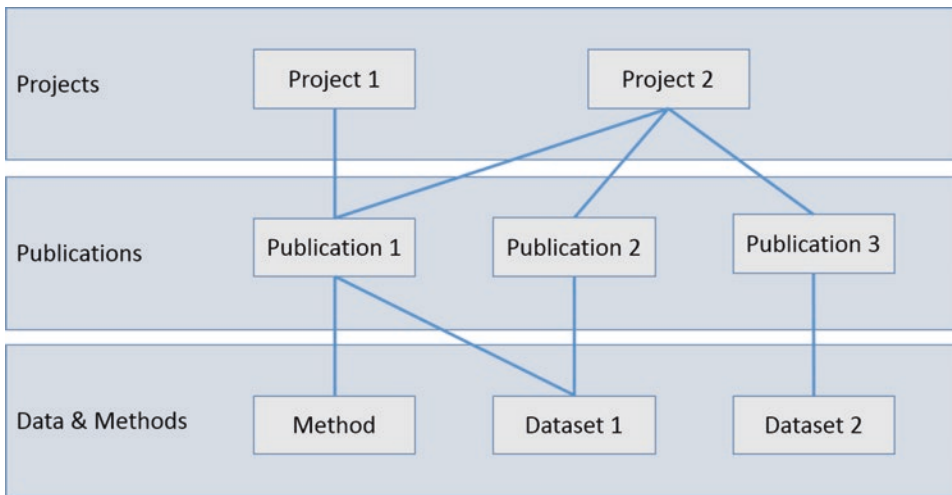 Projects
Project 1
Project 2
Publications
Publication 1
Publication 2
Publication 3
Data & Methods
Method
Dataset 1
Dataset 2